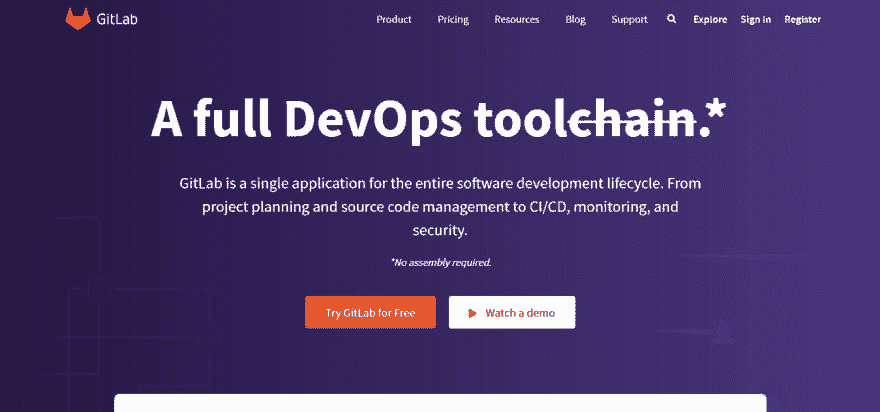 GitLab
Product Pricing Resources Blog Support Explore Sign in Register
A full DevOps toolchain.*
GitLab is a single application for the entire software development lifecycle. From
project planning and source code management to CI/CD, monitoring, and
security.
*No assembly required.
Try GitLab for Free
Watch a demo